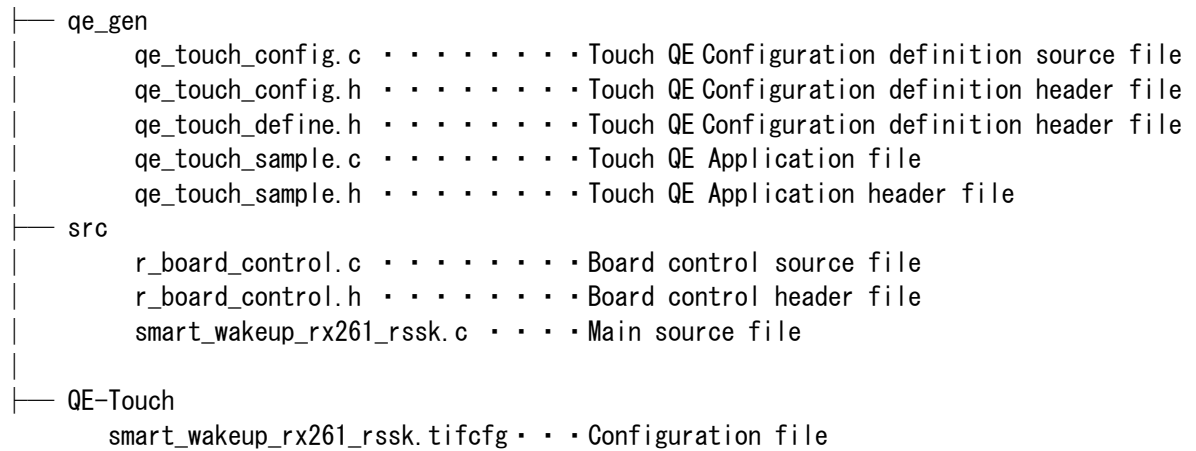 ├── qe_gen
│ qe_touch_config.c ・・・・・・・・Touch QE Configuration definition source file
│ qe_touch_config.h ・・・・・・・・Touch QE Configuration definition header file
│ qe_touch_define.h ・・・・・・・・Touch QE Configuration definition header file
│ qe_touch_sample.c ・・・・・・・・Touch QE Application file
│ qe_touch_sample.h ・・・・・・・・Touch QE Application header file
├── src
│ r_board_control.c ・・・・・・・・Board control source file
│ r_board_control.h ・・・・・・・・Board control header file
│ smart_wakeup_rx261_rssk.c ・・・・Main source file
│
├── QE-Touch
smart_wakeup_rx261_rssk.tifcfg・・・Configuration file